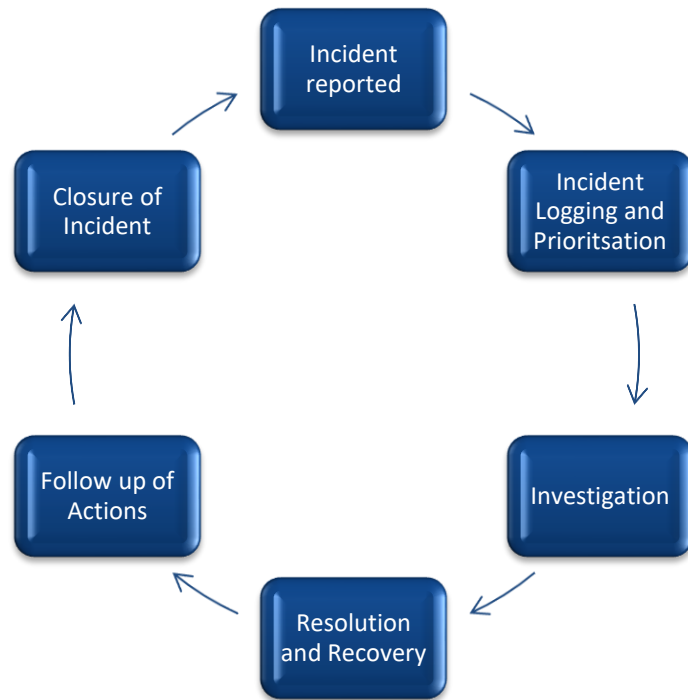 Incident
reported
Incident
Logging and
Prioritsation
Investigation
Resolution
and Recovery
Follow up of
Actions
Closure of
Incident